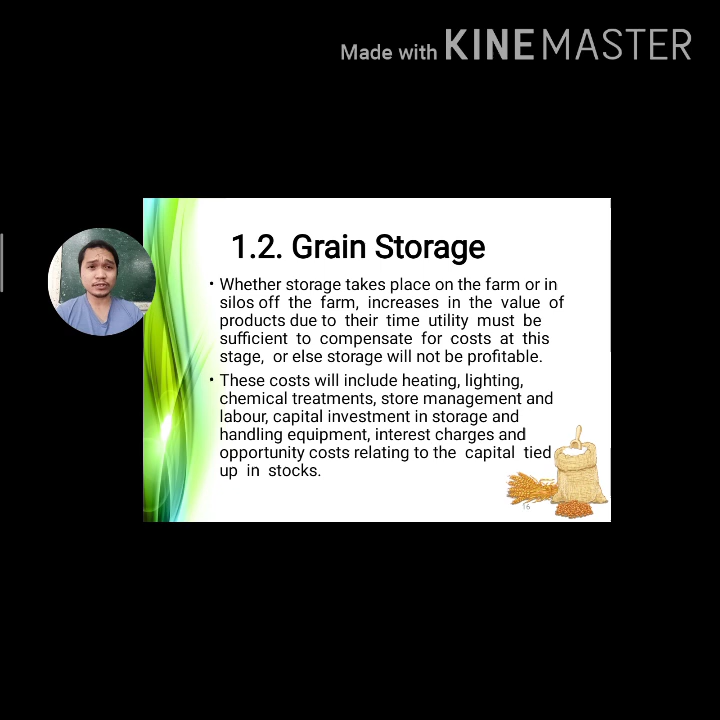 Made with KINEMASTER
1.2. Grain Storage
• Whether storage takes place on the farm or in
silos off the farm, increases in the value of
products due to their time utility must be
sufficient to compensate for costs at this
stage, or else storage will not be profitable.
• These costs will include heating, lighting,
chemical treatments, store management and
labour, capital investment in storage and
handling equipment, interest charges and
opportunity costs relating to the capital tied
up in stocks.
16